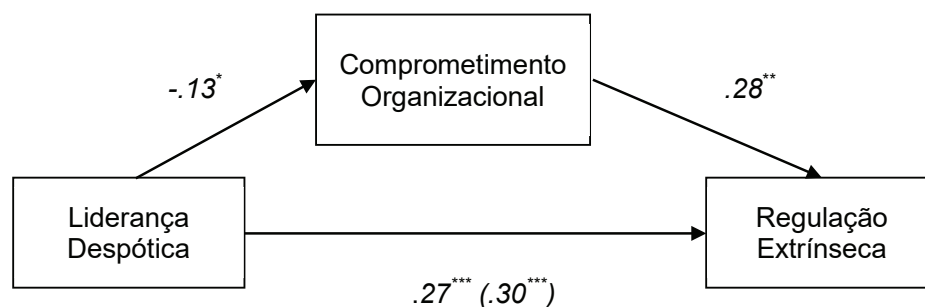 Comprometimento
Organizacional
-.13*
.28**
Liderança
Despótica
Regulação
Extrínseca
.27*** (.30***)